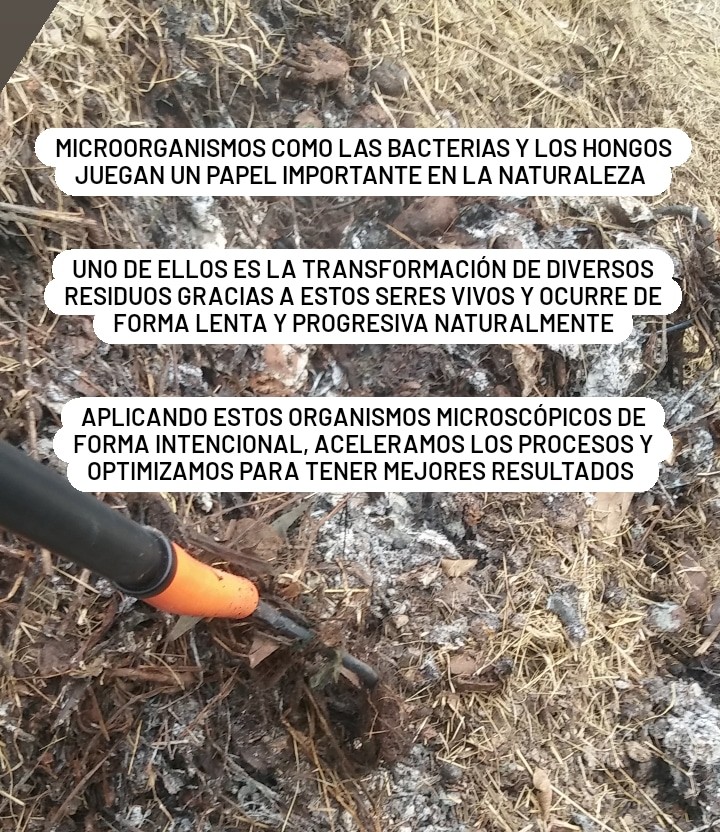 MICROORGANISMOS COMO LAS BACTERIAS Y LOS HONGOS
JUEGAN UN PAPEL IMPORTANTE EN LA NATURALEZA
UNO DE ELLOS ES LA TRANSFORMACIÓN DE DIVERSOS
RESIDUOS GRACIAS A ESTOS SERES VIVOS Y OCURRE DE
FORMA LENTA Y PROGRESIVA NATURALMENTE
APLICANDO ESTOS ORGANISMOS MICROSCÓPICOS DE
FORMA INTENCIONAL, ACELERAMOS LOS PROCESOS Y
OPTIMIZAMOS PARA TENER MEJORES RESULTADOS